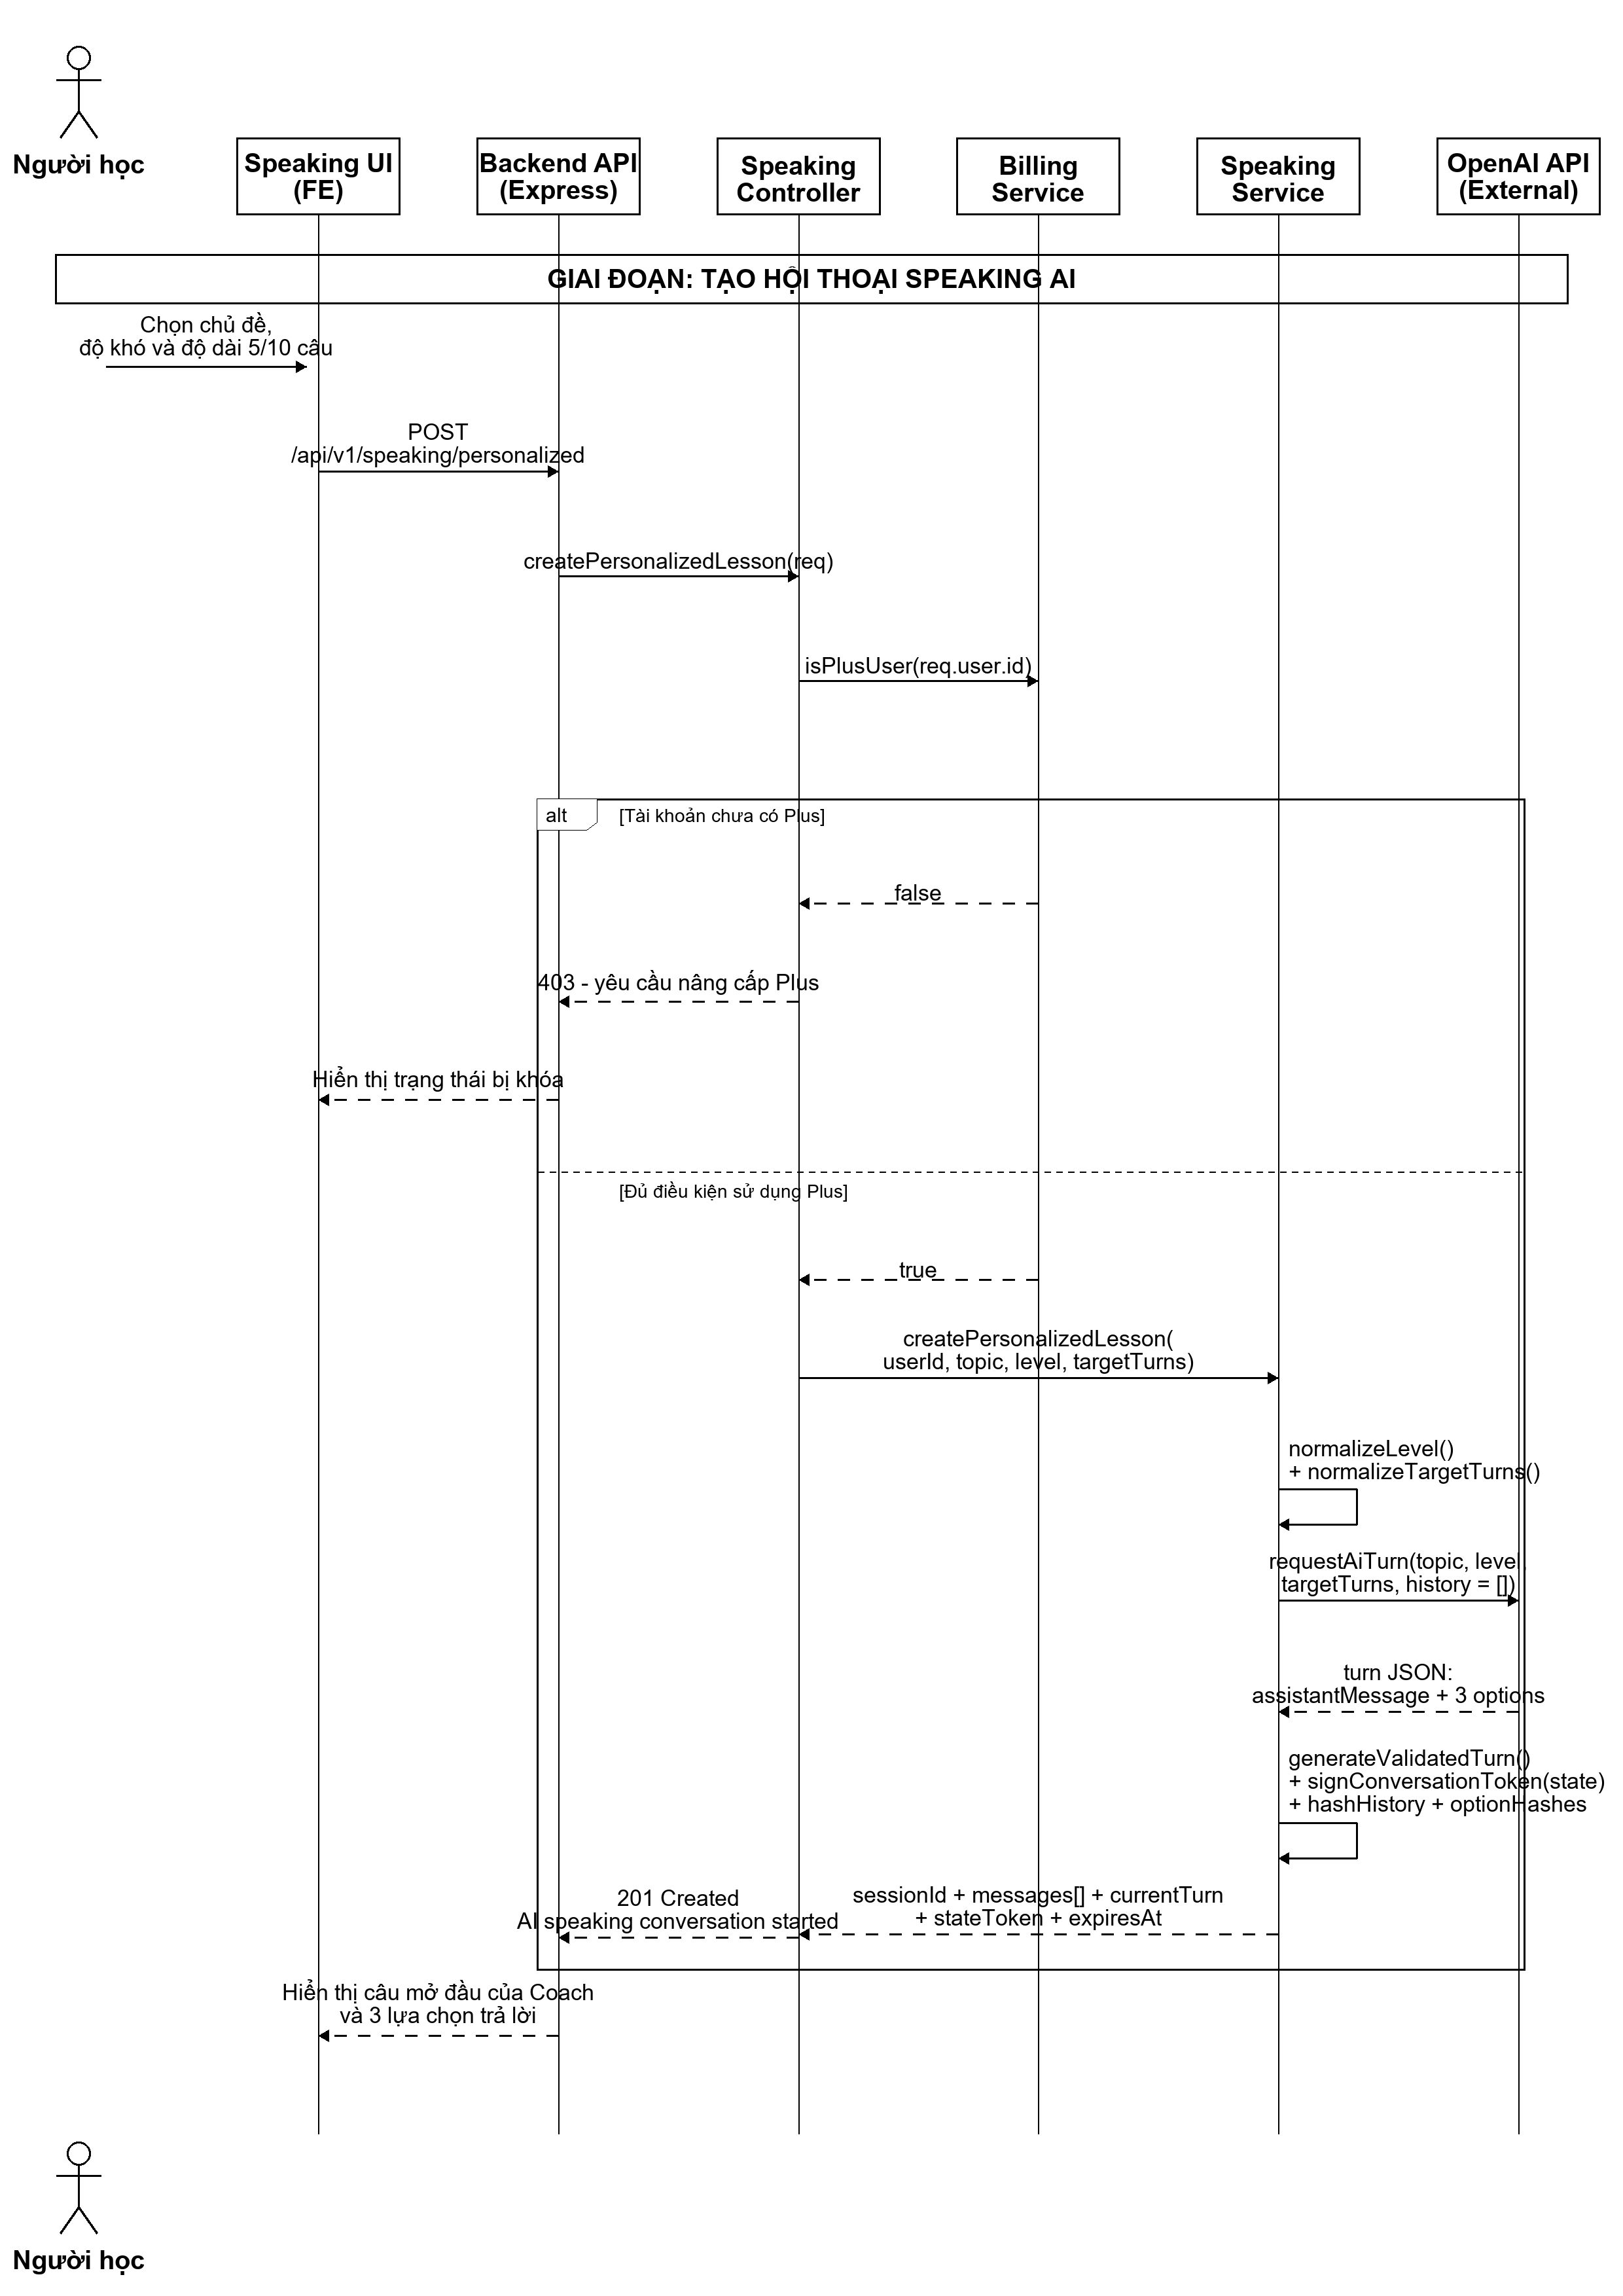 Người học
Speaking UI
(FE)
Backend API
(Express)
Speaking
Controller
Billing
Service
Speaking
Service
OpenAI API
(External)
GIAI ĐOẠN: TẠO HỘI THOẠI SPEAKING AI
Chọn chủ đề,
độ khó và độ dài 5/10 câu
POST
/api/v1/speaking/personalized
createPersonalizedLesson(req)
isPlusUser(req.user.id)
alt
[Tài khoản chưa có Plus]
false
403 - yêu cầu nâng cấp Plus
Hiển thị trạng thái bị khóa
[Đủ điều kiện sử dụng Plus]
true
createPersonalizedLesson(
userId, topic, level, targetTurns)
normalizeLevel()
+ normalizeTargetTurns()
requestAiTurn(topic, level,
targetTurns, history = [])
turn JSON:
assistantMessage + 3 options
generateValidatedTurn()
+ signConversationToken(state)
+ hashHistory + optionHashes
sessionId + messages[] + currentTurn
+ stateToken + expiresAt
201 Created
AI speaking conversation started
Hiển thị câu mở đầu của Coach
và 3 lựa chọn trả lời
Người học